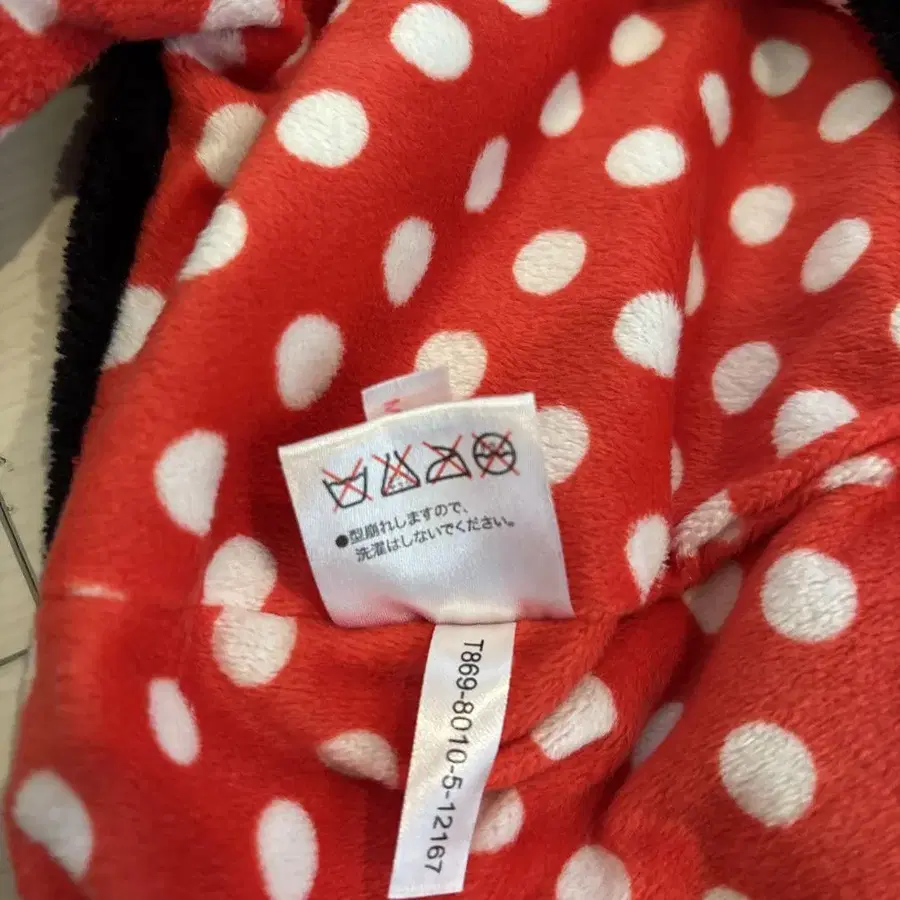 ●型崩れしますので、
洗濯はしないでください。
T869-8010-5-12167